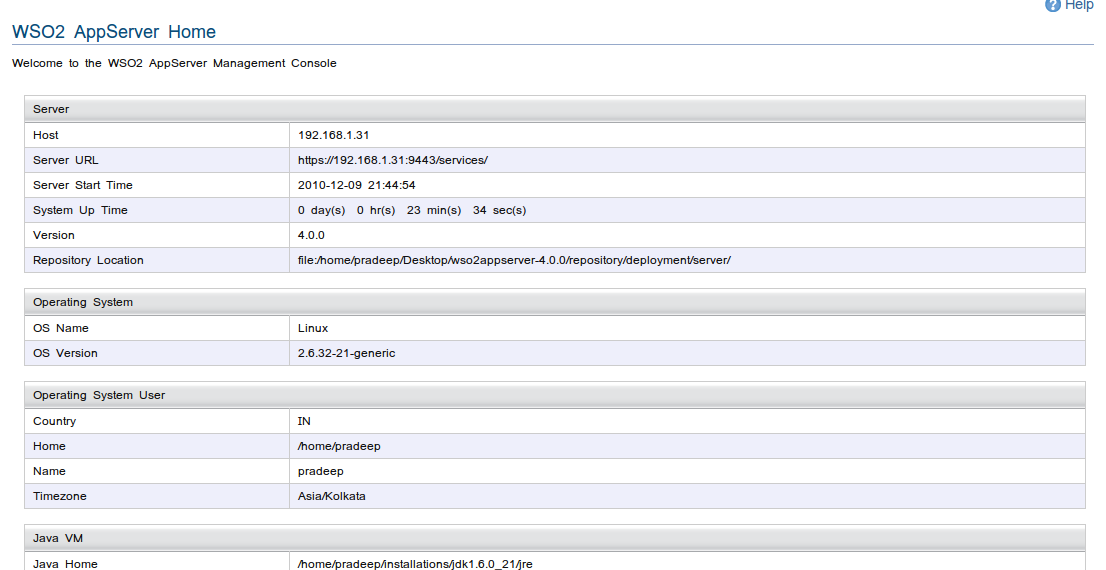 Help
WSO2 AppServer Home
Welcome to the WSO2 AppServer Management Console
Server
Host 192.168.1.31
Server URL https://192.168.1.31:9443/services/
Server Start Time 2010-12-09 21:44:54
System Up Time 0 day(s) 0 hr(s) 23 min(s) 34 sec(s)
Version 4.0.0
Repository Location file:/home/pradeep/Desktop/wso2appserver-4.0.0/repository/deployment/server/
Operating System
OS Name Linux
OS Version 2.6.32-21-generic
Operating System User
Country IN
Home /home/pradeep
Name pradeep
Timezone Asia/Kolkata
Java VM
Java Home /home/pradeep/installations/jdk1.6.0_21/jre